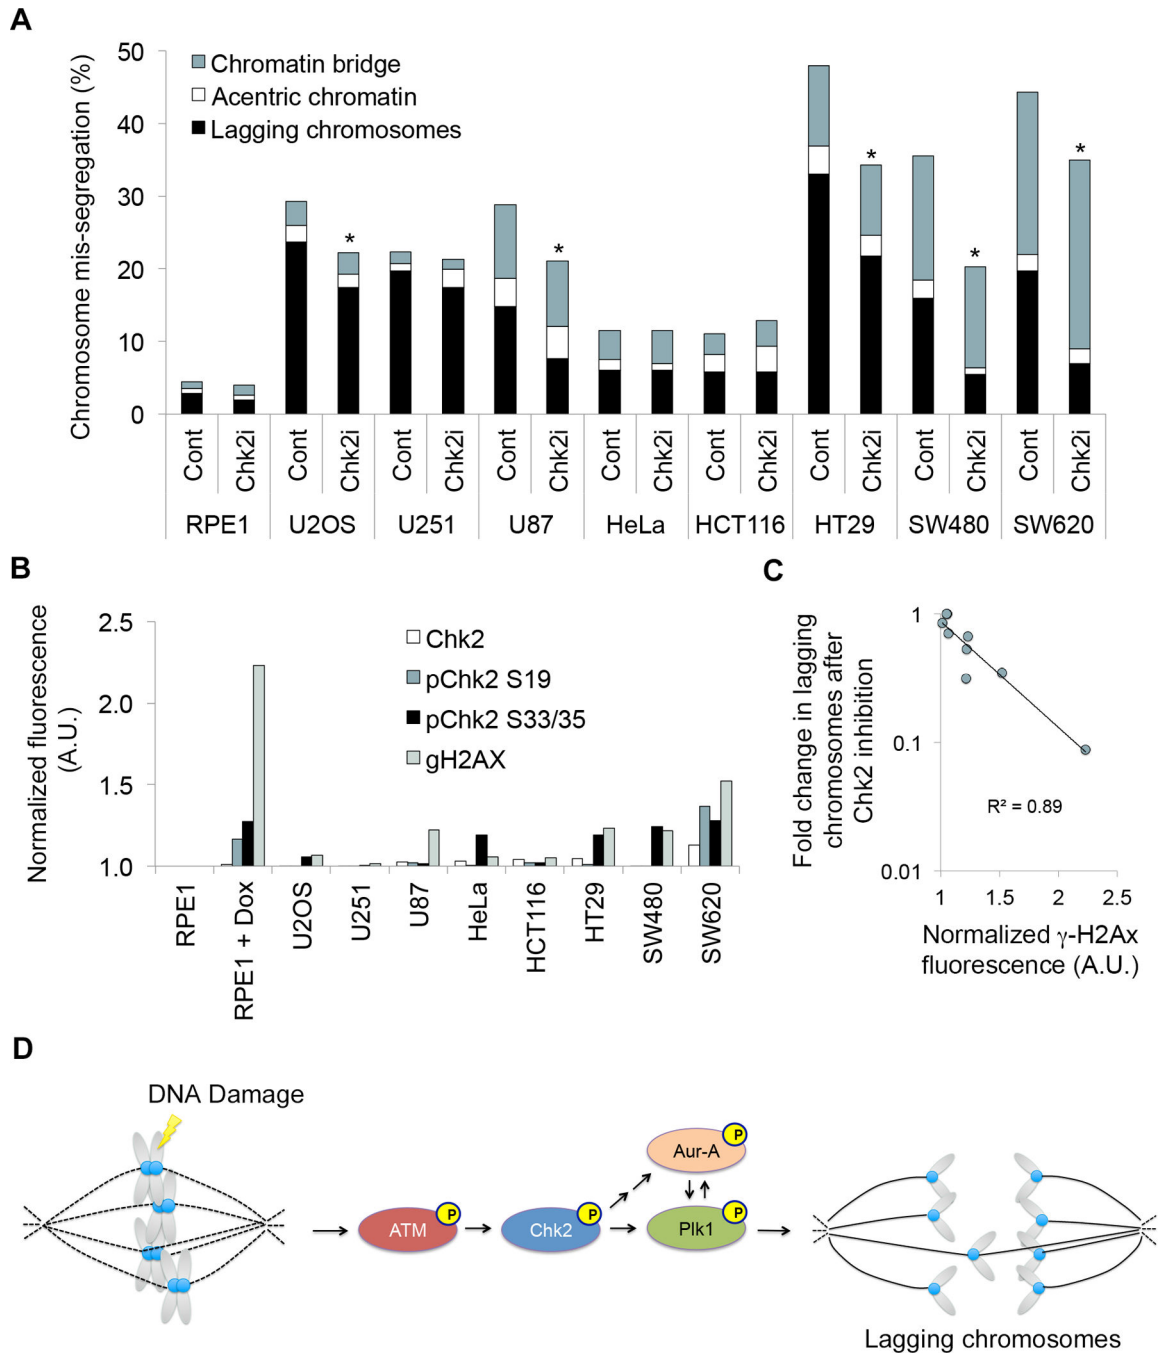 A
Chromosome mis-segregation (%)
50
40
30
20
10
0
Chromatin bridge
Acentric chromatin
Lagging chromosomes
* * * * *
Cont Chk2i Cont Chk2i Cont Chk2i Cont Chk2i Cont Chk2i Cont Chk2i Cont Chk2i Cont Chk2i Cont Chk2i
RPE1 U2OS U251 U87 HeLa HCT116 HT29 SW480 SW620
B
Normalized fluorescence
(A.U.)
2.5
2.0
1.5
1.0
Chk2
pChk2 S19
pChk2 S33/35
gH2AX
RPE1 RPE1 + Dox U2OS U251 U87 HeLa HCT116 HT29 SW480 SW620
C
Fold change in lagging
chromosomes after
Chk2 inhibition
1
0.1
0.01
R² = 0.89
1 1.5 2 2.5
Normalized γ-H2Ax
fluorescence (A.U.)
D
DNA Damage
ATM P
Chk2 P
Aur-A P
Plk1 P
Lagging chromosomes